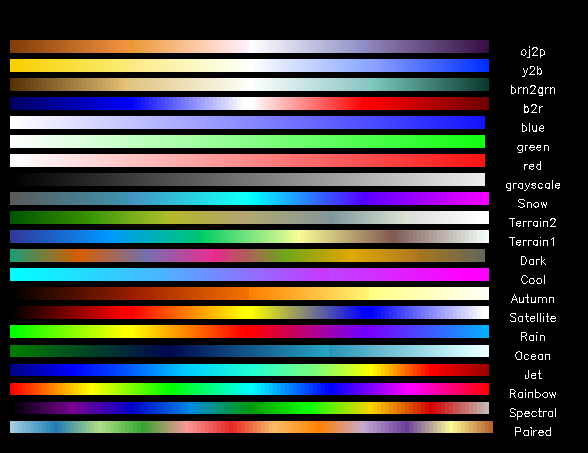 oj2p
y2b
brn2grn
b2r
blue
green
red
grayscale
Snow
Terrain2
Terrain1
Dark
Cool
Autumn
Satellite
Rain
Ocean
Jet
Rainbow
Spectral
Paired